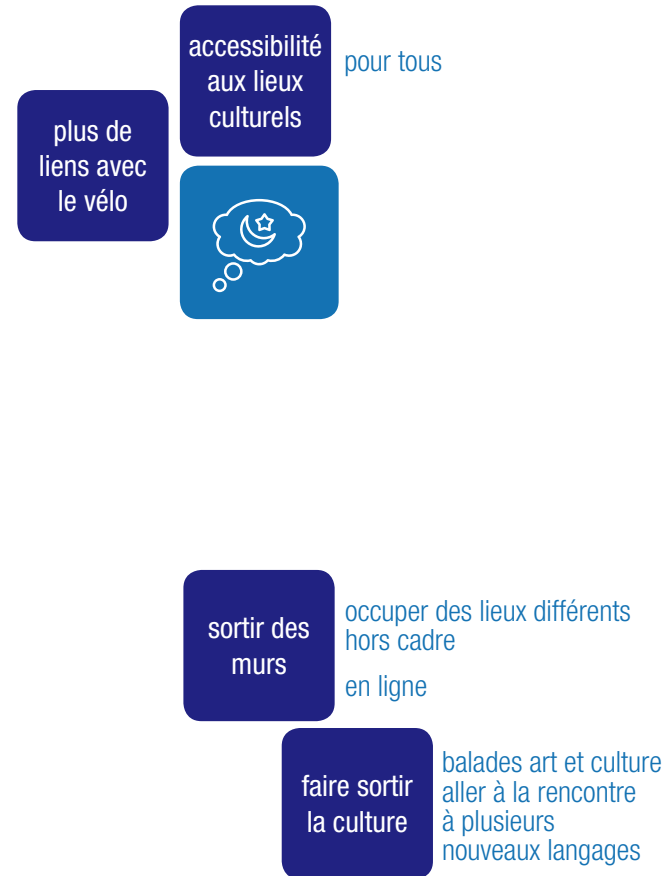 accessibilité
aux lieux
culturels
pour tous
plus de
liens avec
le vélo
sortir des
murs
occuper des lieux différents
hors cadre
en ligne
faire sortir
la culture
balades art et culture
aller à la rencontre
à plusieurs
nouveaux langages